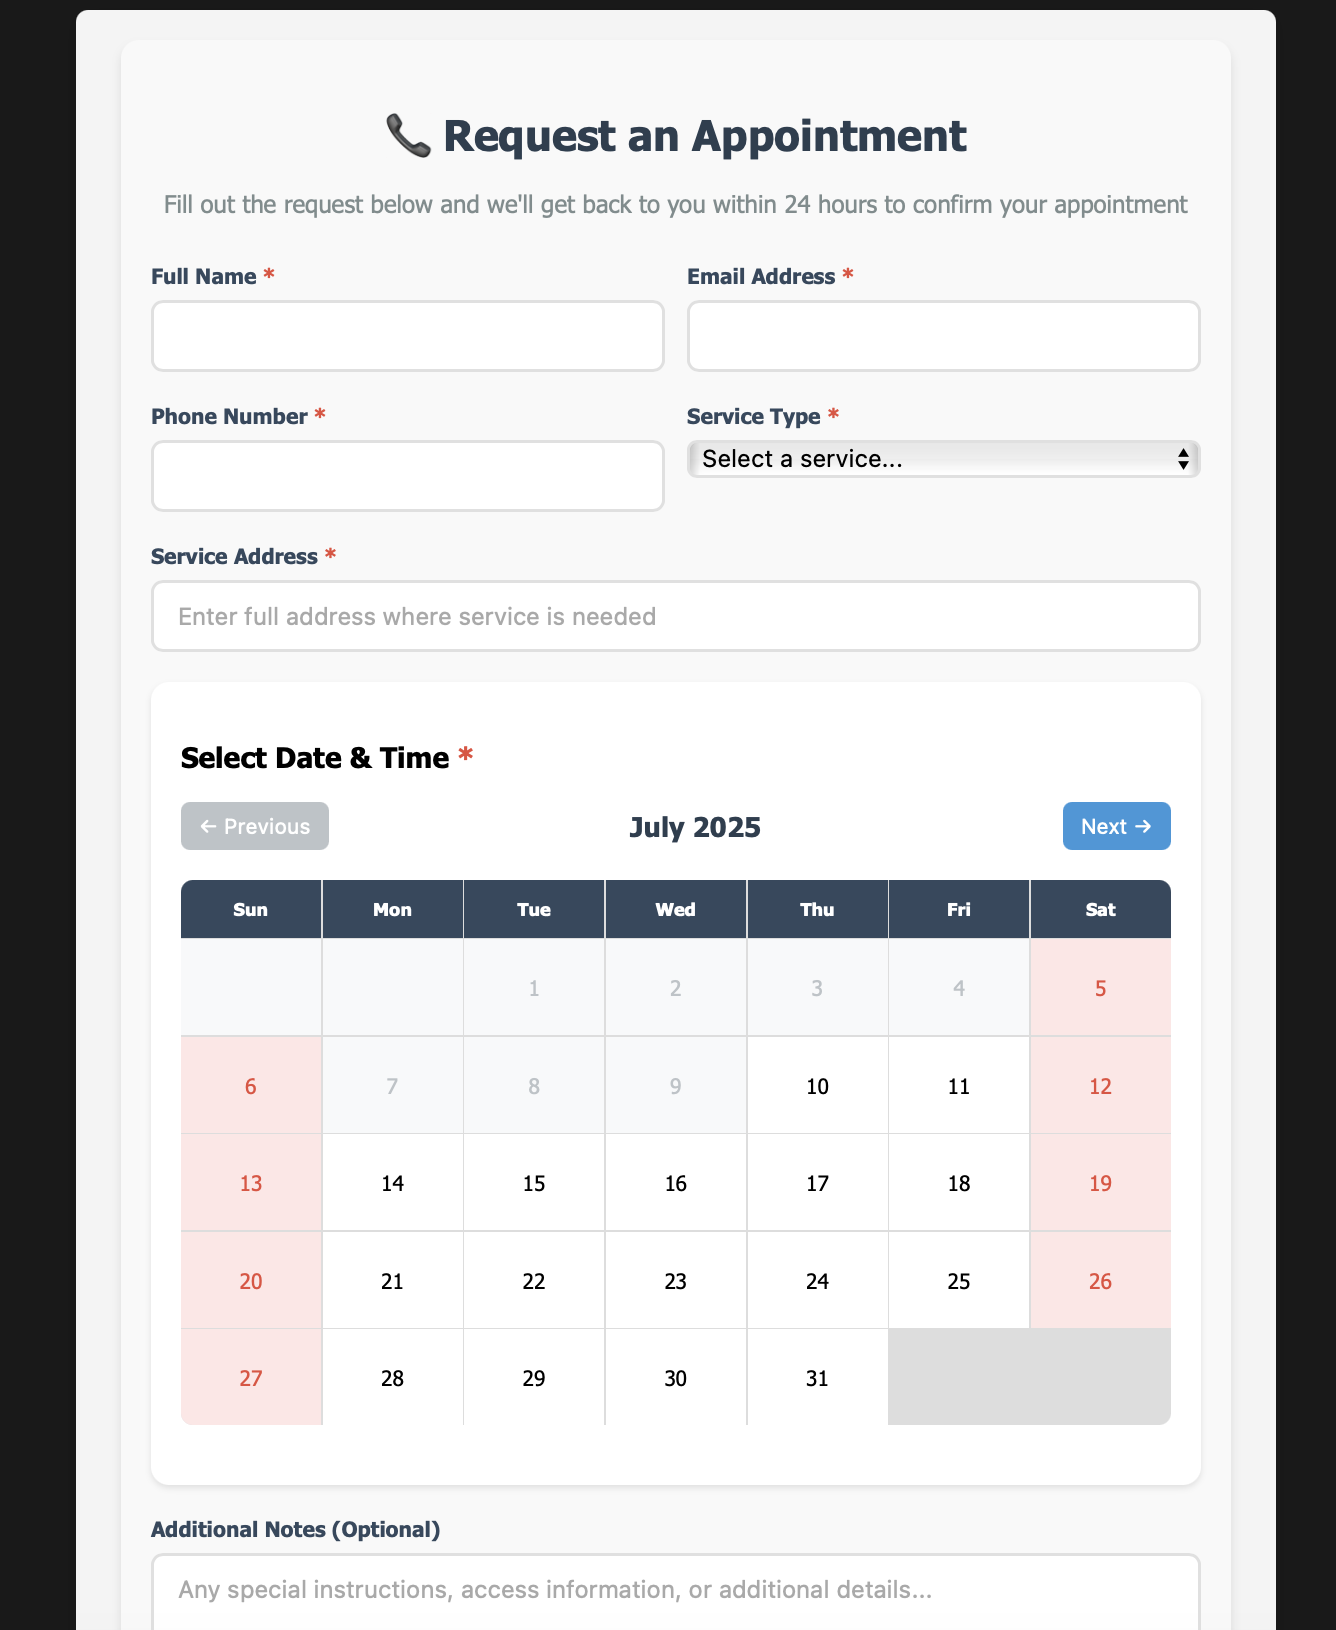 📞 Request an Appointment
Fill out the request below and we'll get back to you within 24 hours to confirm your appointment
Full Name * Email Address *
Phone Number * Service Type *
Select a service...
Service Address *
Enter full address where service is needed
Select Date & Time *
← Previous July 2025 Next →
Sun Mon Tue Wed Thu Fri Sat
1 2 3 4 5
6 7 8 9 10 11 12
13 14 15 16 17 18 19
20 21 22 23 24 25 26
27 28 29 30 31
Additional Notes (Optional)
Any special instructions, access information, or additional details...